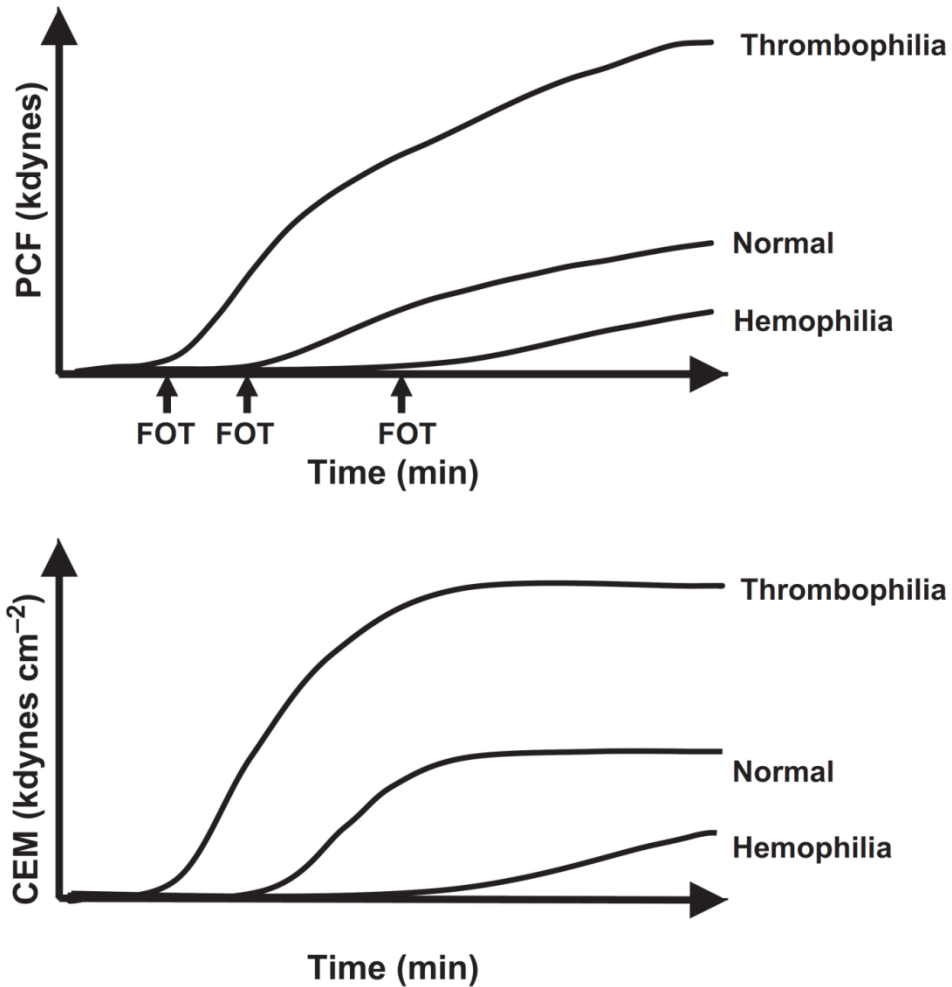 Thrombophilia
PCF (kdynes)
Normal
Hemophilia
FOT FOT FOT
Time (min)
Thrombophilia
CEM (kdynes cm⁻²)
Normal
Hemophilia
Time (min)